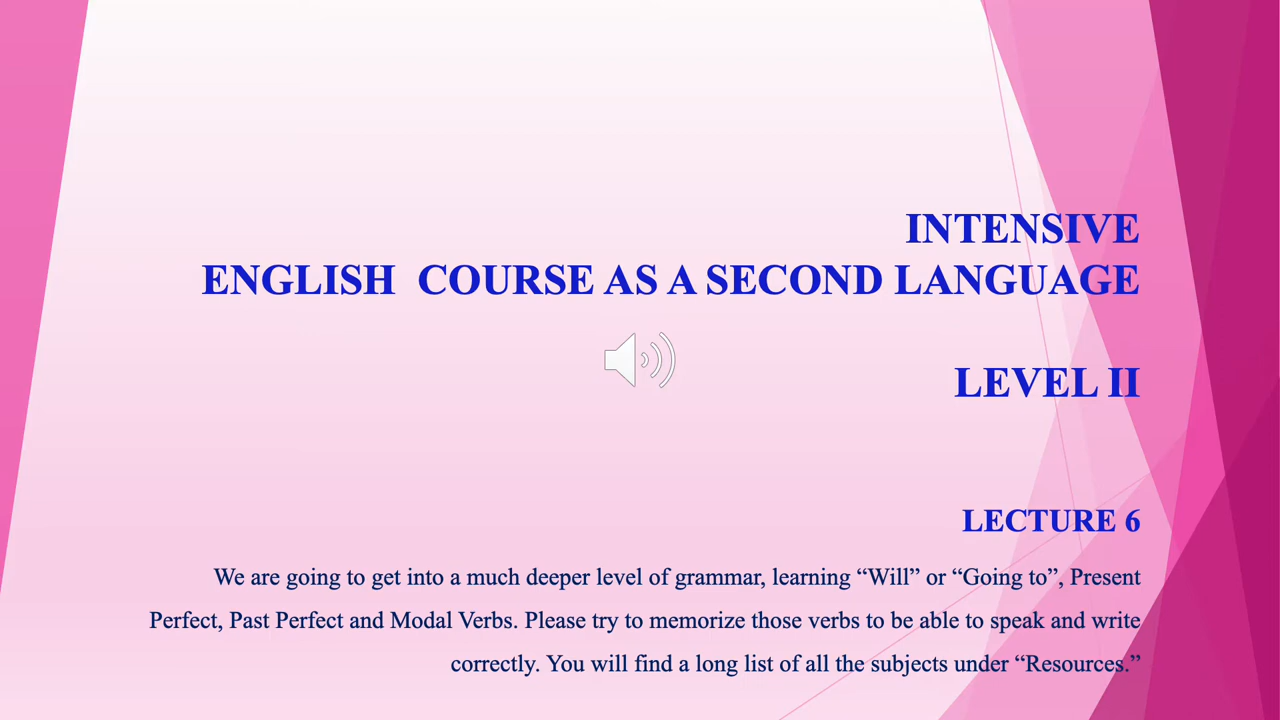 INTENSIVE
ENGLISH COURSE AS A SECOND LANGUAGE
LEVEL II
LECTURE 6
We are going to get into a much deeper level of grammar, learning “Will” or “Going to”, Present
Perfect, Past Perfect and Modal Verbs. Please try to memorize those verbs to be able to speak and write
correctly. You will find a long list of all the subjects under “Resources.”